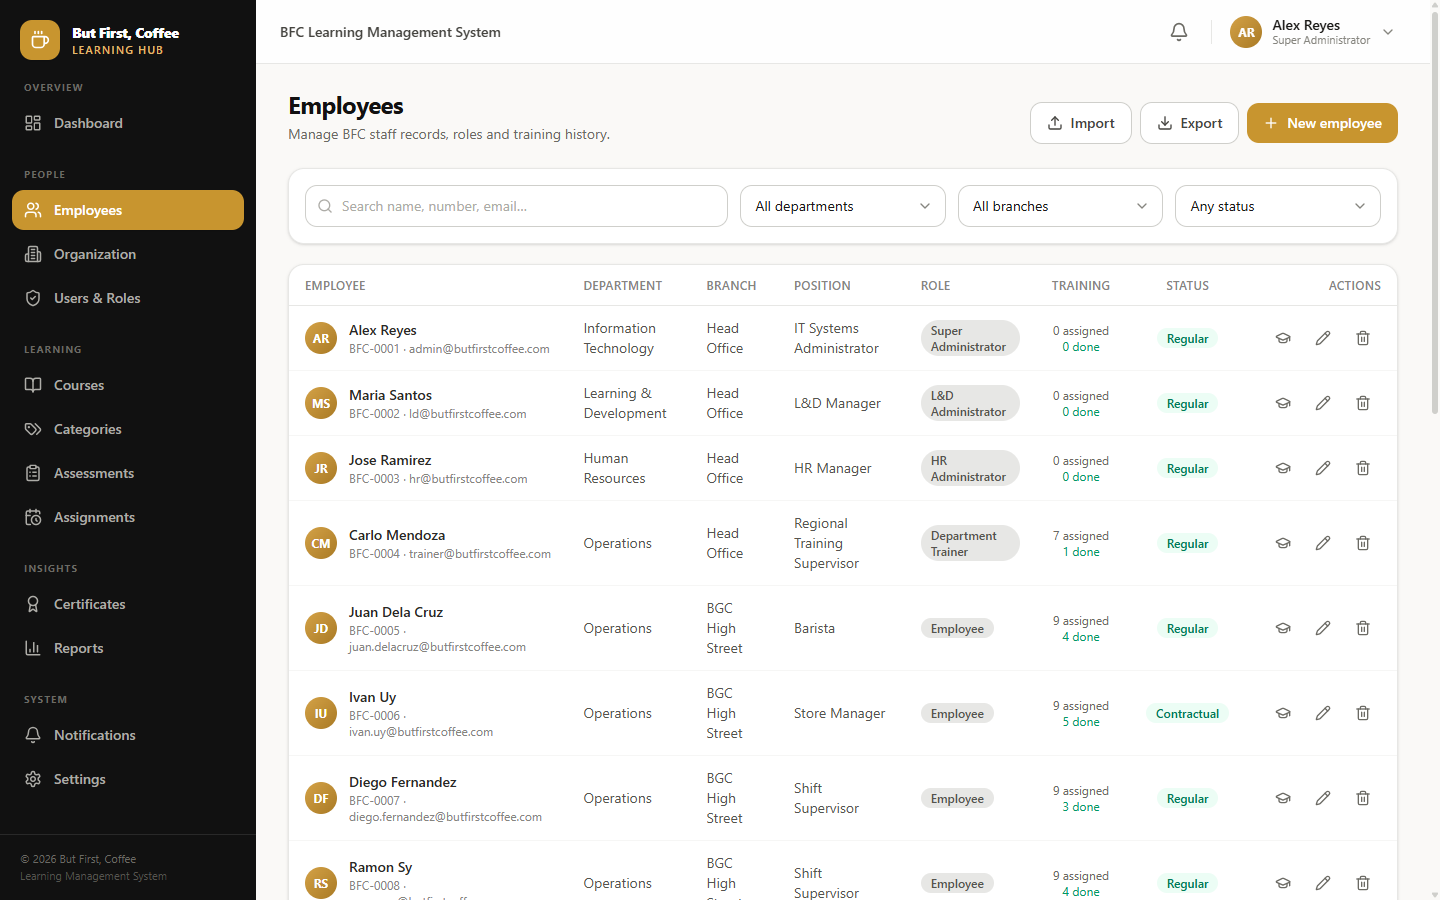 But First, Coffee
LEARNING HUB
OVERVIEW
Dashboard
PEOPLE
Employees
Organization
Users & Roles
LEARNING
Courses
Categories
Assessments
Assignments
INSIGHTS
Certificates
Reports
SYSTEM
Notifications
Settings
© 2026 But First, Coffee
Learning Management System
BFC Learning Management System
AR
Alex Reyes
Super Administrator
Employees
Manage BFC staff records, roles and training history.
Import
Export
New employee
Search name, number, email...
All departments
All branches
Any status
EMPLOYEE DEPARTMENT BRANCH POSITION ROLE TRAINING STATUS ACTIONS
AR
Alex Reyes
BFC-0001 · admin@butfirstcoffee.com
Information
Technology
Head
Office
IT Systems
Administrator
Super
Administrator
0 assigned
0 done
Regular
MS
Maria Santos
BFC-0002 · ld@butfirstcoffee.com
Learning &
Development
Head
Office
L&D Manager
L&D
Administrator
0 assigned
0 done
Regular
JR
Jose Ramirez
BFC-0003 · hr@butfirstcoffee.com
Human
Resources
Head
Office
HR Manager
HR
Administrator
0 assigned
0 done
Regular
CM
Carlo Mendoza
BFC-0004 · trainer@butfirstcoffee.com
Operations
Head
Office
Regional
Training
Supervisor
Department
Trainer
7 assigned
1 done
Regular
JD
Juan Dela Cruz
BFC-0005 ·
juan.delacruz@butfirstcoffee.com
Operations
BGC
High
Street
Barista
Employee
9 assigned
4 done
Regular
IU
Ivan Uy
BFC-0006 ·
ivan.uy@butfirstcoffee.com
Operations
BGC
High
Street
Store Manager
Employee
9 assigned
5 done
Contractual
DF
Diego Fernandez
BFC-0007 ·
diego.fernandez@butfirstcoffee.com
Operations
BGC
High
Street
Shift
Supervisor
Employee
9 assigned
3 done
Regular
RS
Ramon Sy
BFC-0008 ·
Operations
BGC
High
Shift
Supervisor
Employee
9 assigned
4 done
Regular